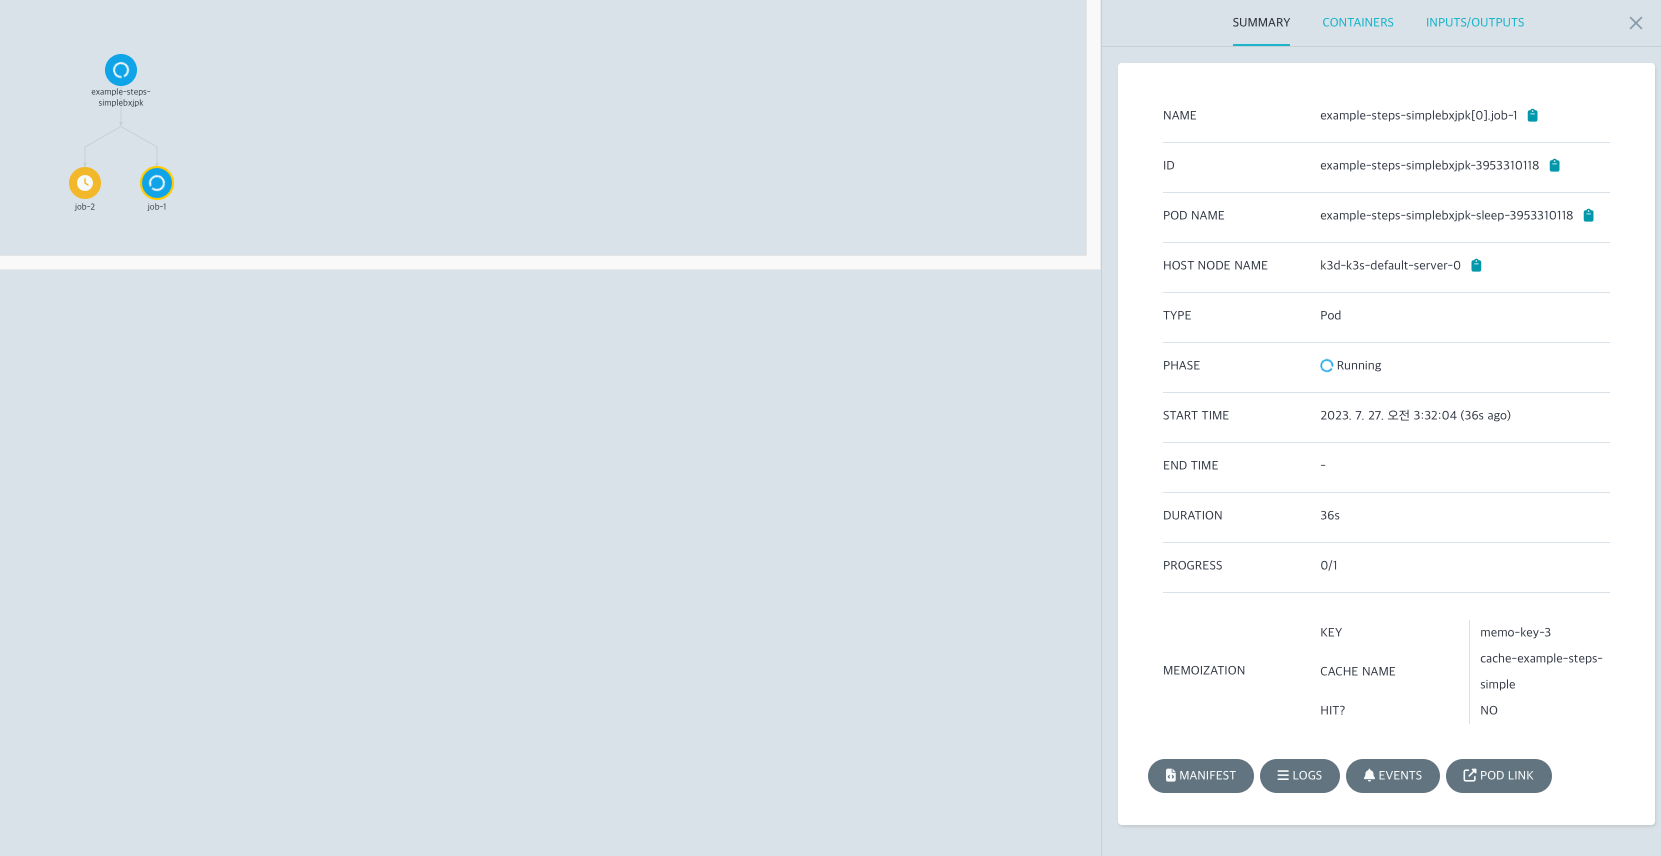 example-steps-
simplebxjpk
job-2
job-1
SUMMARY
CONTAINERS
INPUTS/OUTPUTS
NAME
example-steps-simplebxjpk[0].job-1
ID
example-steps-simplebxjpk-3953310118
POD NAME
example-steps-simplebxjpk-sleep-3953310118
HOST NODE NAME
k3d-k3s-default-server-0
TYPE
Pod
PHASE
Running
START TIME
2023. 7. 27. 오전 3:32:04 (36s ago)
END TIME
-
DURATION
36s
PROGRESS
0/1
MEMOIZATION
KEY
memo-key-3
CACHE NAME
cache-example-steps-
simple
HIT?
NO
MANIFEST
LOGS
EVENTS
POD LINK